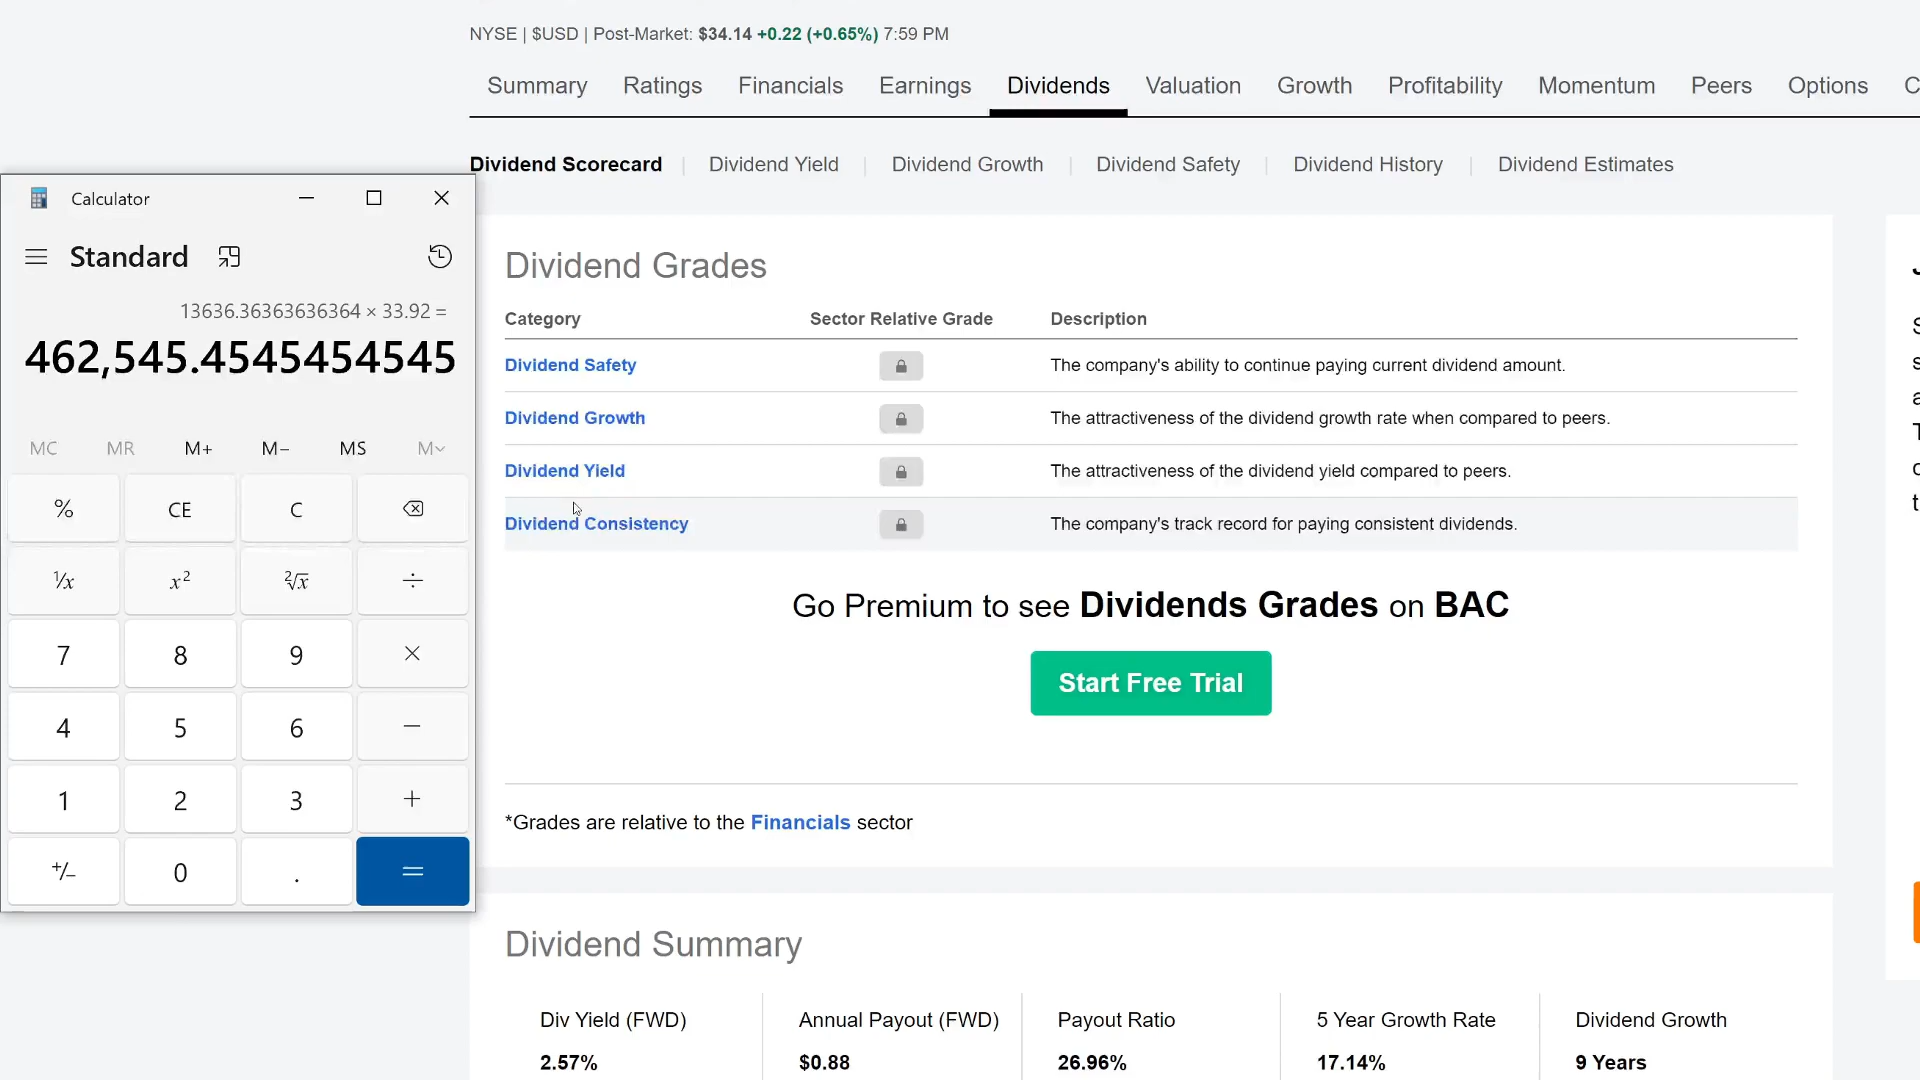 NYSE | $USD | Post-Market: $34.14 +0.22 (+0.65%) 7:59 PM
Summary Ratings Financials Earnings Dividends Valuation Growth Profitability Momentum Peers Options
Dividend Scorecard | Dividend Yield | Dividend Growth | Dividend Safety | Dividend History | Dividend Estimates
Calculator
Standard
13636.36363636364 × 33.92 =
462,545.4545454545
MC MR M+ M− MS M˅
% CE C
⅟x x² ²√x ÷
7 8 9 ×
4 5 6 −
1 2 3 +
+/− 0 . =
Dividend Grades
Category Sector Relative Grade Description
Dividend Safety The company's ability to continue paying current dividend amount.
Dividend Growth The attractiveness of the dividend growth rate when compared to peers.
Dividend Yield The attractiveness of the dividend yield compared to peers.
Dividend Consistency The company's track record for paying consistent dividends.
Go Premium to see Dividends Grades on BAC
Start Free Trial
*Grades are relative to the Financials sector
Dividend Summary
Div Yield (FWD) Annual Payout (FWD) Payout Ratio 5 Year Growth Rate Dividend Growth
2.57% $0.88 26.96% 17.14% 9 Years